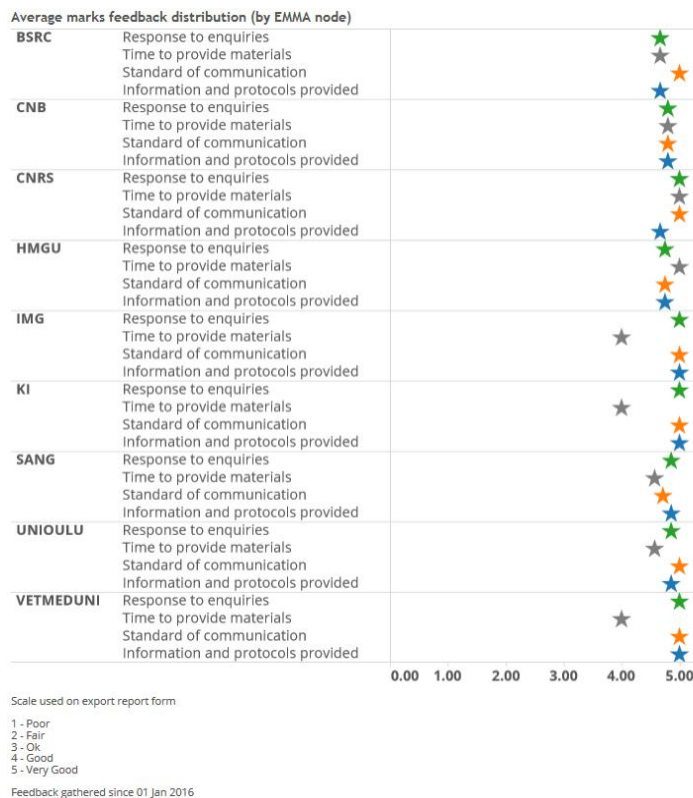 Average marks feedback distribution (by EMMA node)
BSRC Response to enquiries
Time to provide materials
Standard of communication
Information and protocols provided
CNB Response to enquiries
Time to provide materials
Standard of communication
Information and protocols provided
CNRS Response to enquiries
Time to provide materials
Standard of communication
Information and protocols provided
HMGU Response to enquiries
Time to provide materials
Standard of communication
Information and protocols provided
IMG Response to enquiries
Time to provide materials
Standard of communication
Information and protocols provided
KI Response to enquiries
Time to provide materials
Standard of communication
Information and protocols provided
SANG Response to enquiries
Time to provide materials
Standard of communication
Information and protocols provided
UNIOULU Response to enquiries
Time to provide materials
Standard of communication
Information and protocols provided
VETMEDUNI Response to enquiries
Time to provide materials
Standard of communication
Information and protocols provided
0.00 1.00 2.00 3.00 4.00 5.00
Scale used on export report form
1 - Poor
2 - Fair
3 - Ok
4 - Good
5 - Very Good
Feedback gathered since 01 Jan 2016